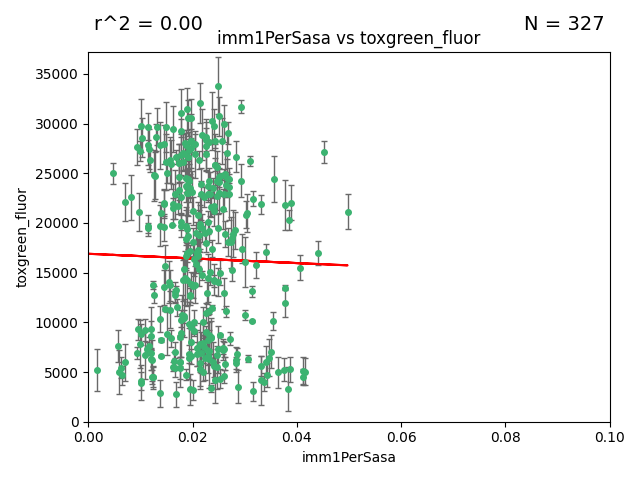 r^2 = 0.00
N = 327
imm1PerSasa vs toxgreen_fluor
35000
30000
25000
20000
15000
10000
5000
0
toxgreen_fluor
0.00
0.02
0.04
0.06
0.08
0.10
imm1PerSasa